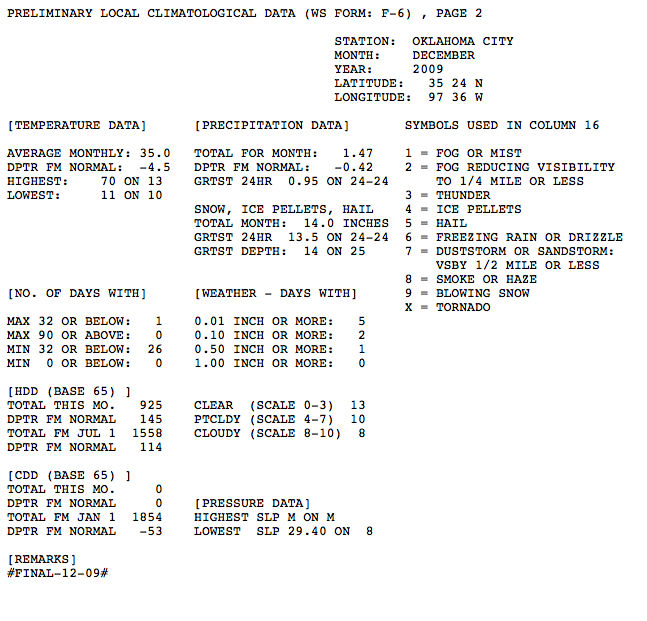 PRELIMINARY LOCAL CLIMATOLOGICAL DATA (WS FORM: F-6) , PAGE 2
STATION: OKLAHOMA CITY
MONTH: DECEMBER
YEAR: 2009
LATITUDE: 35 24 N
LONGITUDE: 97 36 W
[TEMPERATURE DATA] [PRECIPITATION DATA] SYMBOLS USED IN COLUMN 16
AVERAGE MONTHLY: 35.0 TOTAL FOR MONTH: 1.47 1 = FOG OR MIST
DPTR FM NORMAL: -4.5 DPTR FM NORMAL: -0.42 2 = FOG REDUCING VISIBILITY
HIGHEST: 70 ON 13 GRTST 24HR 0.95 ON 24-24 TO 1/4 MILE OR LESS
LOWEST: 11 ON 10 3 = THUNDER
SNOW, ICE PELLETS, HAIL 4 = ICE PELLETS
TOTAL MONTH: 14.0 INCHES 5 = HAIL
GRTST 24HR 13.5 ON 24-24 6 = FREEZING RAIN OR DRIZZLE
GRTST DEPTH: 14 ON 25 7 = DUSTSTORM OR SANDSTORM:
VSBY 1/2 MILE OR LESS
8 = SMOKE OR HAZE
[NO. OF DAYS WITH] [WEATHER - DAYS WITH] 9 = BLOWING SNOW
X = TORNADO
MAX 32 OR BELOW: 1 0.01 INCH OR MORE: 5
MAX 90 OR ABOVE: 0 0.10 INCH OR MORE: 2
MIN 32 OR BELOW: 26 0.50 INCH OR MORE: 1
MIN 0 OR BELOW: 0 1.00 INCH OR MORE: 0
[HDD (BASE 65) ]
TOTAL THIS MO. 925 CLEAR (SCALE 0-3) 13
DPTR FM NORMAL 145 PTCLDY (SCALE 4-7) 10
TOTAL FM JUL 1 1558 CLOUDY (SCALE 8-10) 8
DPTR FM NORMAL 114
[CDD (BASE 65) ]
TOTAL THIS MO. 0
DPTR FM NORMAL 0 [PRESSURE DATA]
TOTAL FM JAN 1 1854 HIGHEST SLP M ON M
DPTR FM NORMAL -53 LOWEST SLP 29.40 ON 8
[REMARKS]
#FINAL-12-09#